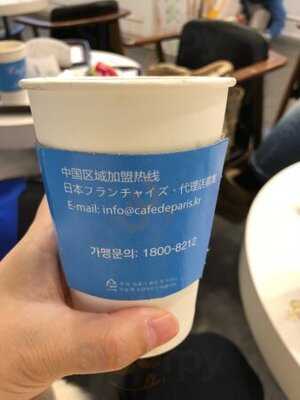 中国区域加盟热线
日本フランチャイズ・代理店募集
E-mail: info@cafedeparis.kr
가맹문의: 1800-8212